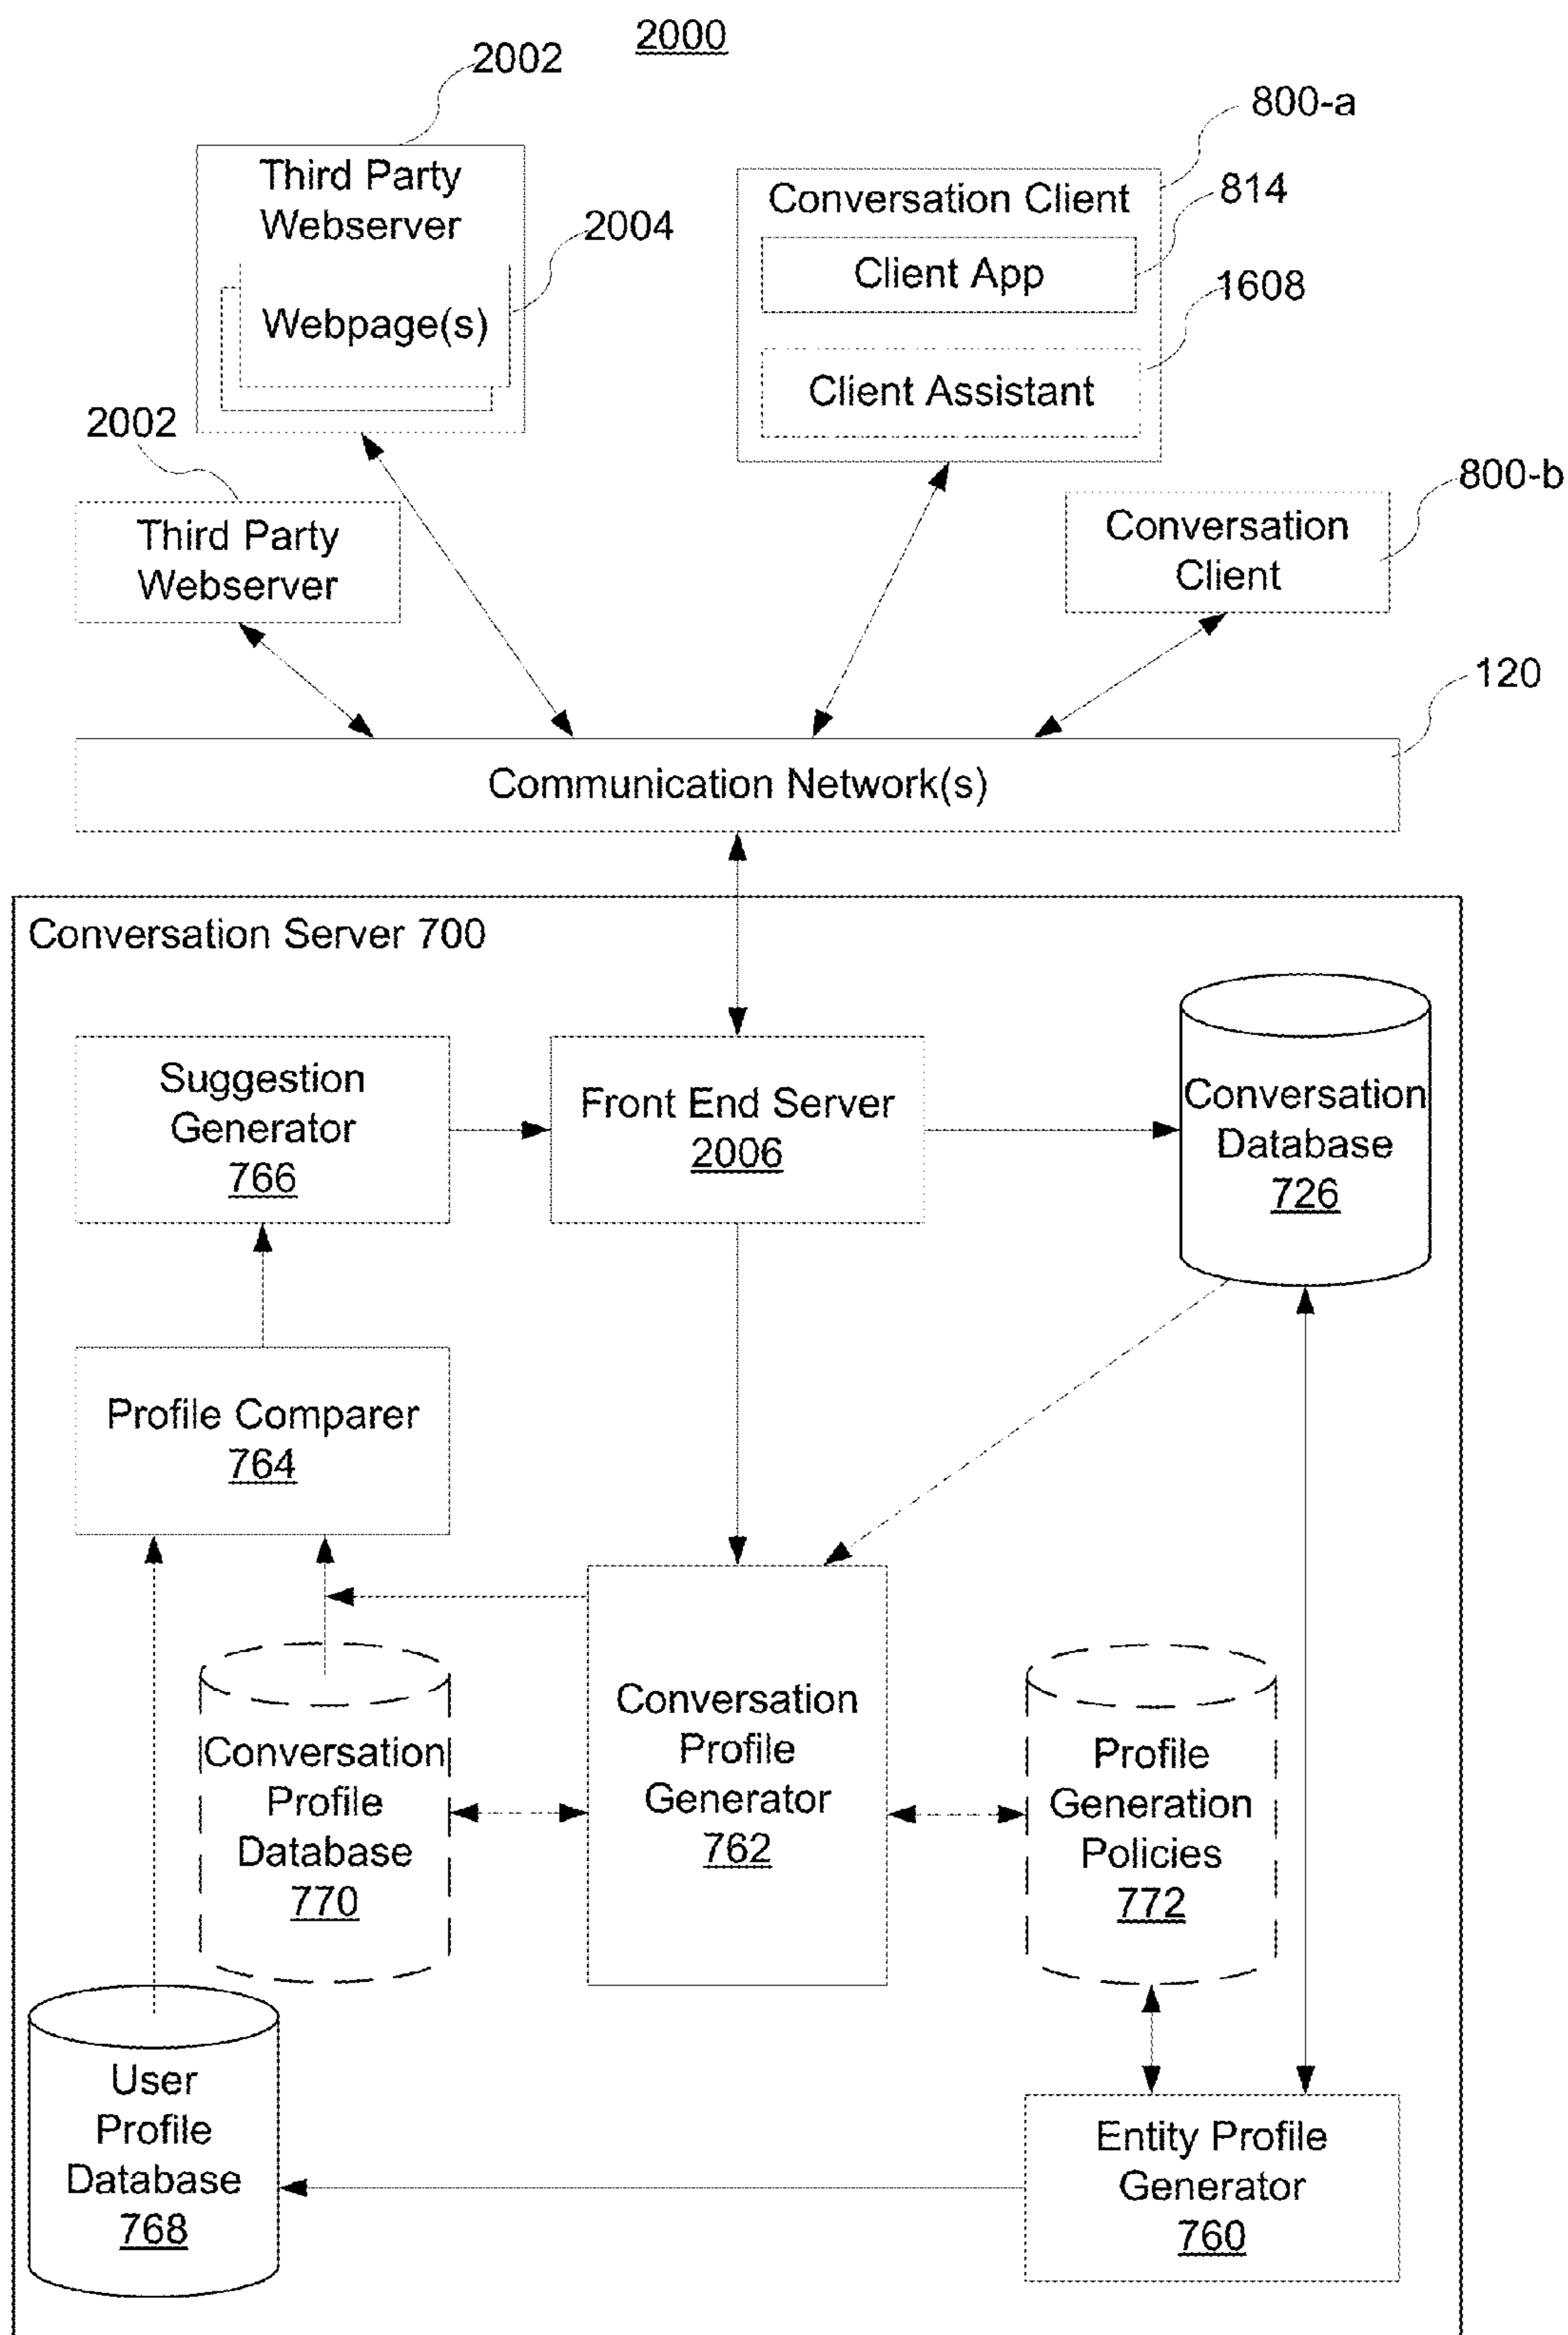 2000
2002
800-a
Third Party
Webserver
2004
Webpage(s)
Conversation Client
814
Client App
1608
Client Assistant
2002
Third Party
Webserver
800-b
Conversation
Client
120
Communication Network(s)
Conversation Server 700
Suggestion
Generator
766
Front End Server
2006
Conversation
Database
726
Profile Comparer
764
Conversation
Profile
Database
770
Conversation
Profile
Generator
762
Profile
Generation
Policies
772
User
Profile
Database
768
Entity Profile
Generator
760